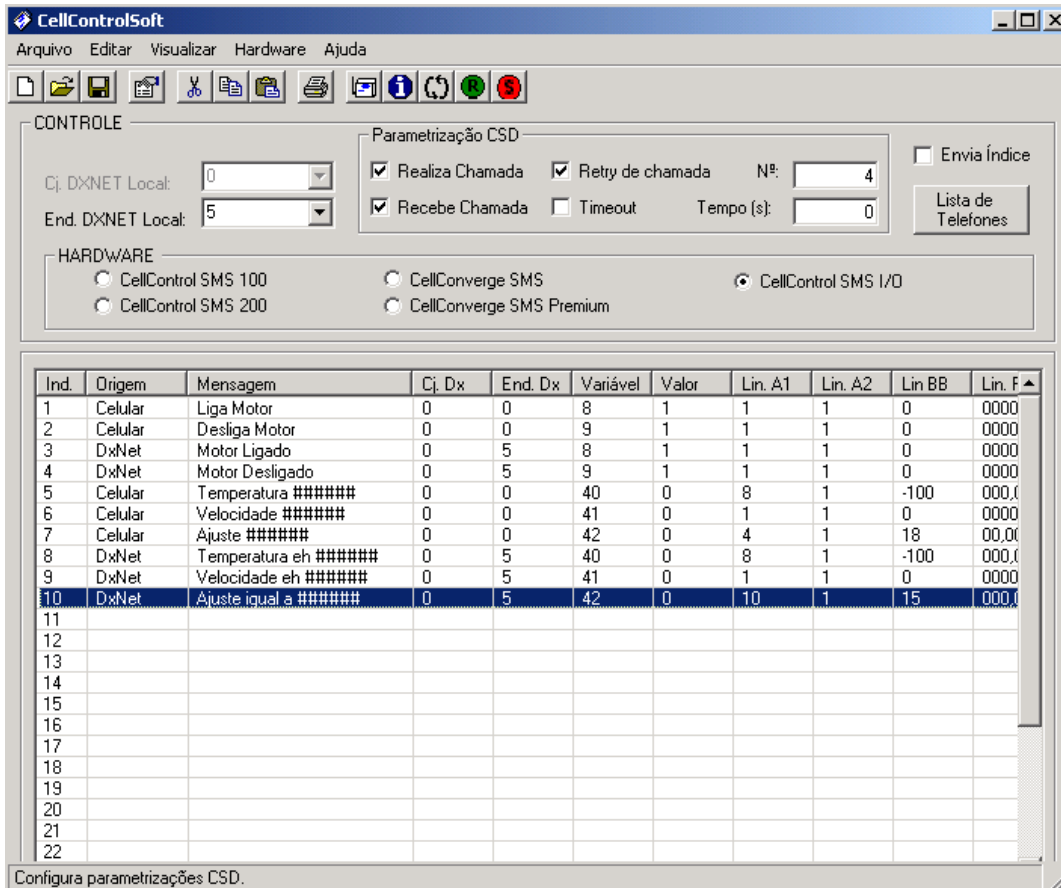 CellControlSoft
Arquivo Editar Visualizar Hardware Ajuda
CONTROLE
Cj. DXNET Local: 0
End. DXNET Local: 5
Parametrização CSD
Realiza Chamada Retry de chamada Nº: 4
Recebe Chamada Timeout Tempo (s): 0
Envia Índice
Lista de
Telefones
HARDWARE
CellControl SMS 100 CellConverge SMS CellControl SMS I/O
CellControl SMS 200 CellConverge SMS Premium
Ind. Origem Mensagem Cj. Dx End. Dx Variável Valor Lin. A1 Lin. A2 Lin BB Lin.
1 Celular Liga Motor 0 0 8 1 1 1 0 0000
2 Celular Desliga Motor 0 0 9 1 1 1 0 0000
3 DxNet Motor Ligado 0 5 8 1 1 1 0 0000
4 DxNet Motor Desligado 0 5 9 1 1 1 0 0000
5 Celular Temperatura ###### 0 0 40 0 8 1 -100 000,0
6 Celular Velocidade ###### 0 0 41 0 1 1 0 0000
7 Celular Ajuste ###### 0 0 42 0 4 1 18 00,00
8 DxNet Temperatura eh ###### 0 5 40 0 8 1 -100 000,0
9 DxNet Velocidade eh ###### 0 5 41 0 1 1 0 0000
10 DxNet Ajuste igual a ###### 0 5 42 0 10 1 15 000,0
11
12
13
14
15
16
17
18
19
20
21
22
Configura parametrizações CSD.